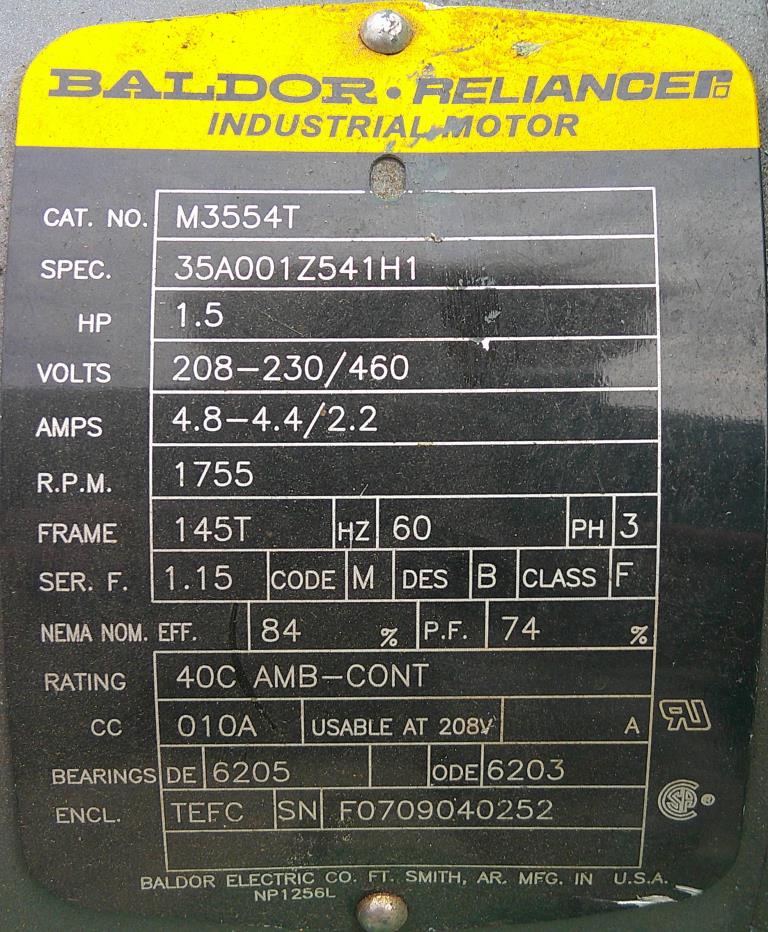 BALDOR • RELIANCER
INDUSTRIAL MOTOR
CAT. NO. M3554T
SPEC. 35A001Z541H1
HP 1.5
VOLTS 208-230/460
AMPS 4.8-4.4/2.2
R.P.M. 1755
FRAME 145T HZ 60 PH 3
SER. F. 1.15 CODE M DES B CLASS F
NEMA NOM. EFF. 84 % P.F. 74 %
RATING 40C AMB-CONT
CC 010A USABLE AT 208V A
BEARINGS DE 6205 ODE 6203
ENCL. TEFC SN F0709040252
BALDOR ELECTRIC CO. FT. SMITH, AR. MFG. IN U.S.A.
NP1256L